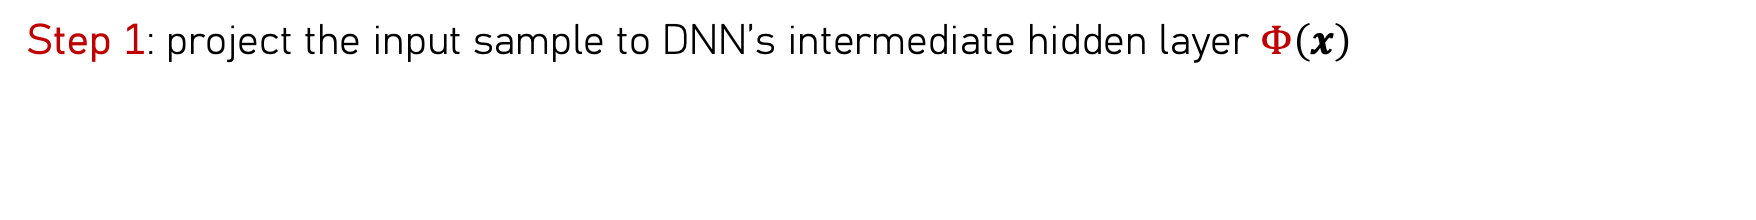 Step 1: project the input sample to DNN's intermediate hidden layer Φ(𝒙)